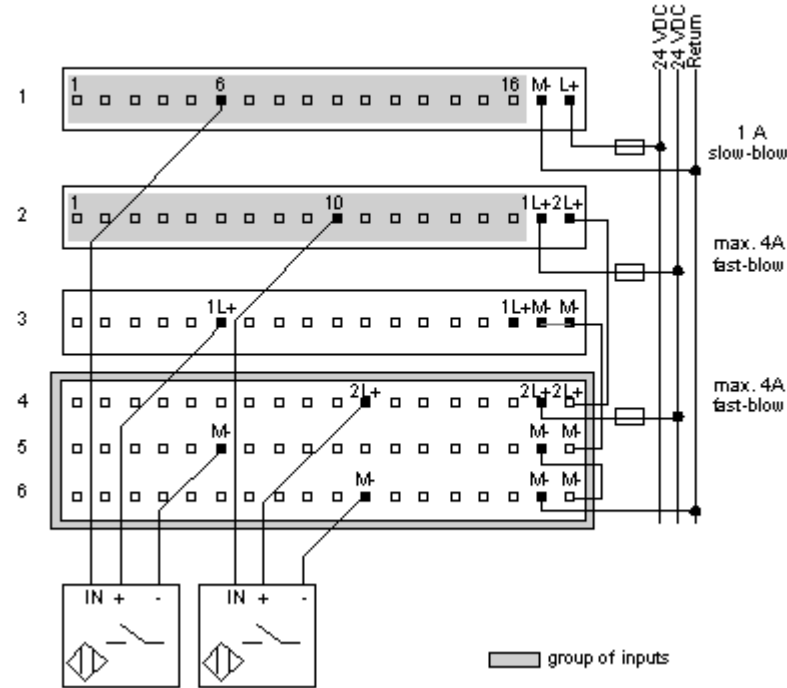 24 VDC
24 VDC
Return
1 6 16 M- L+
1
1 A
slow-blow
1 10 1L+2L+
2
max. 4A
fast-blow
1L+ 1L+M- M-
3
2L+ 2L+2L+
4
max. 4A
fast-blow
M- M- M-
5
M- M- M-
6
IN + - IN + -
group of inputs